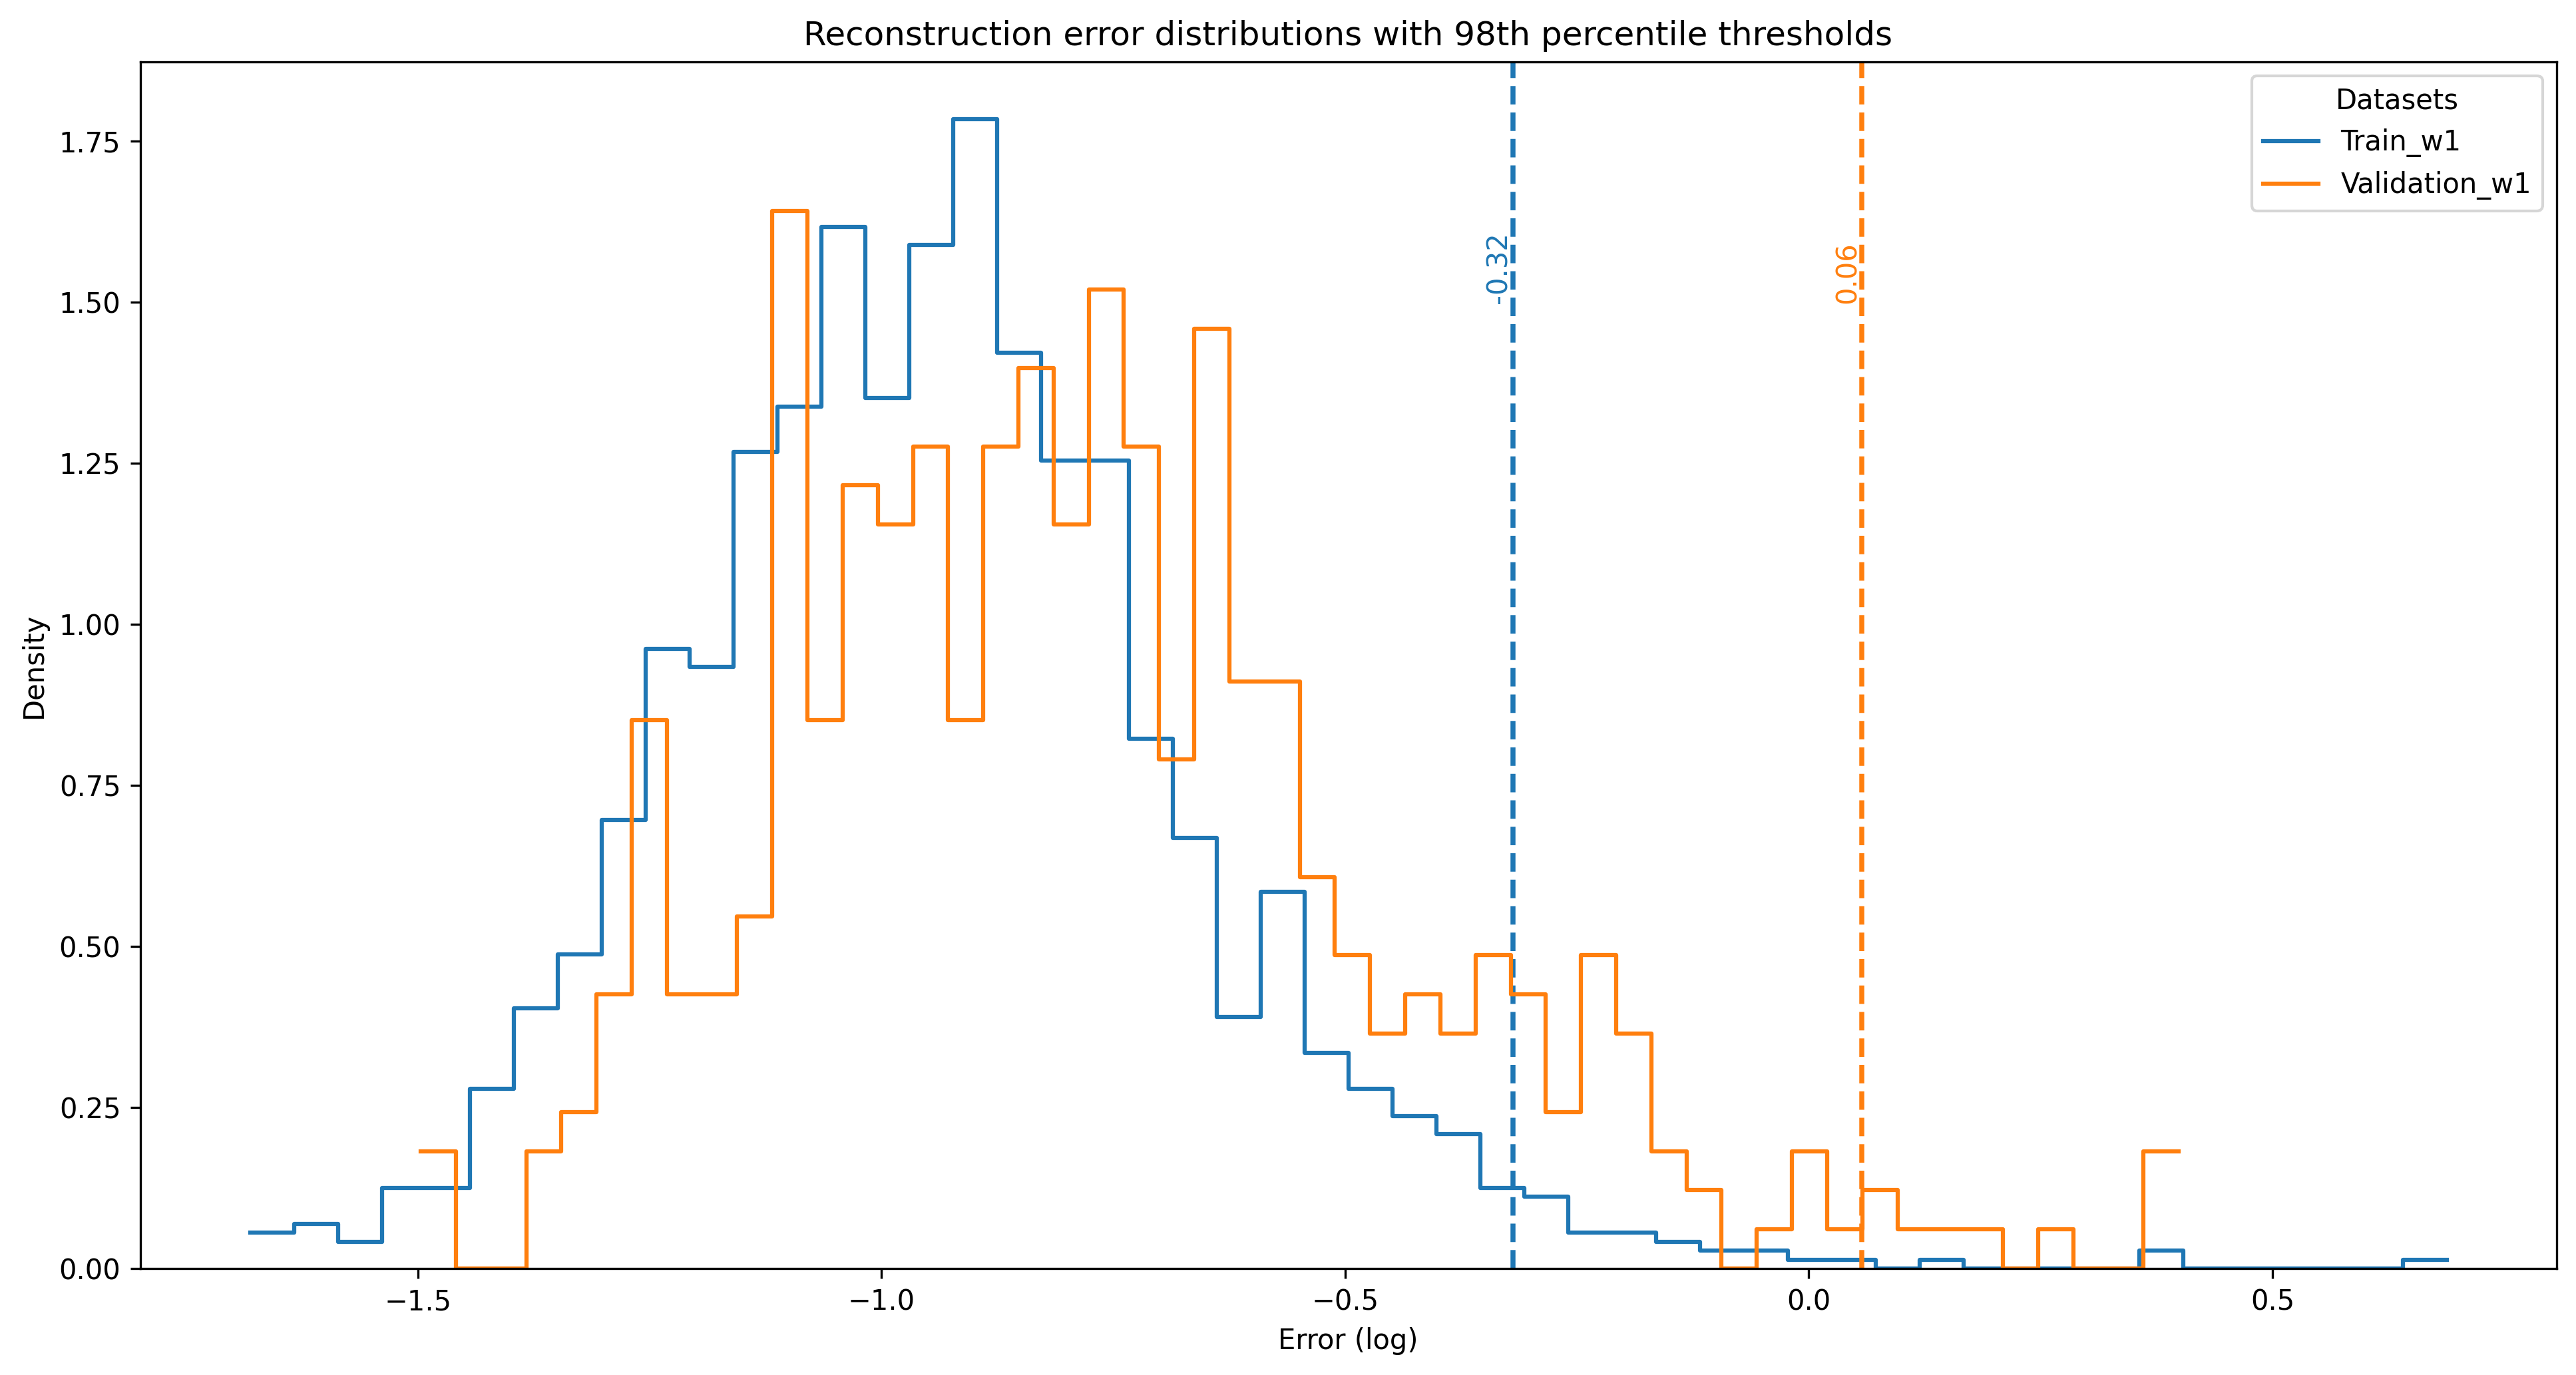 Reconstruction error distributions with 98th percentile thresholds
Datasets
Train_w1
Validation_w1
-0.32
0.06
Density
1.75
1.50
1.25
1.00
0.75
0.50
0.25
0.00
−1.5
−1.0
−0.5
0.0
0.5
Error (log)